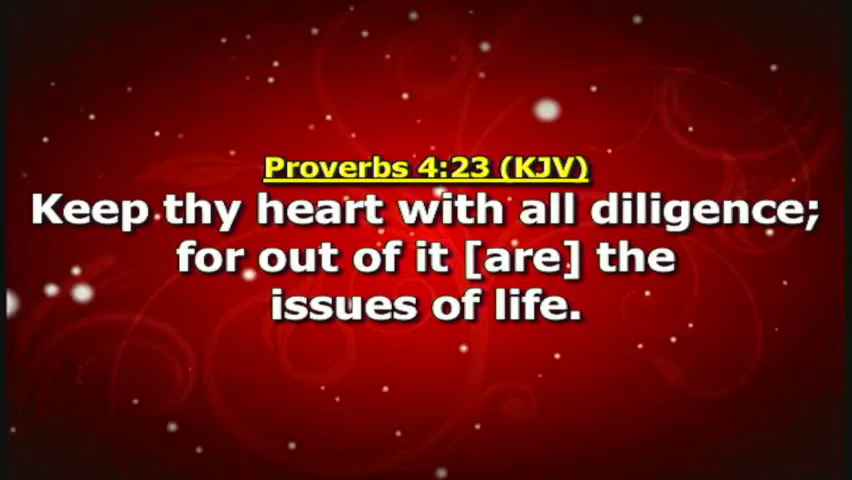 Proverbs 4:23 (KJV)
Keep thy heart with all diligence;
for out of it [are] the
issues of life.